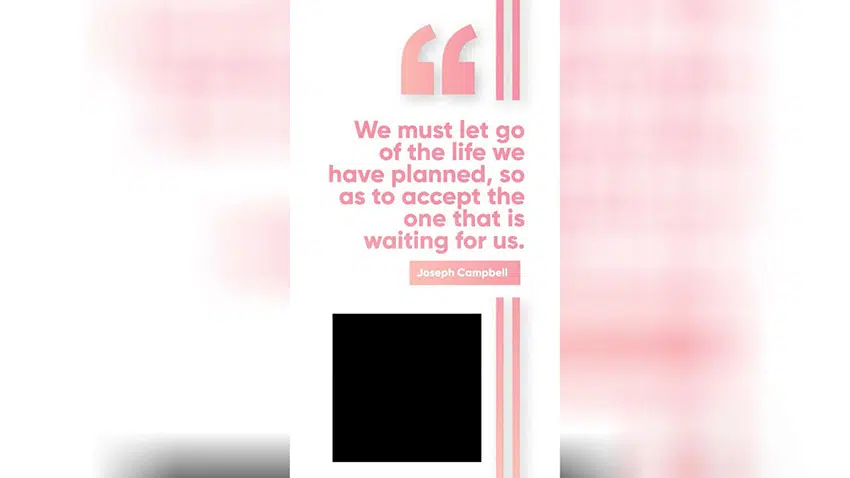 We must let go
of the life we
have planned, so
as to accept the
one that is
waiting for us.
Joseph Campbell